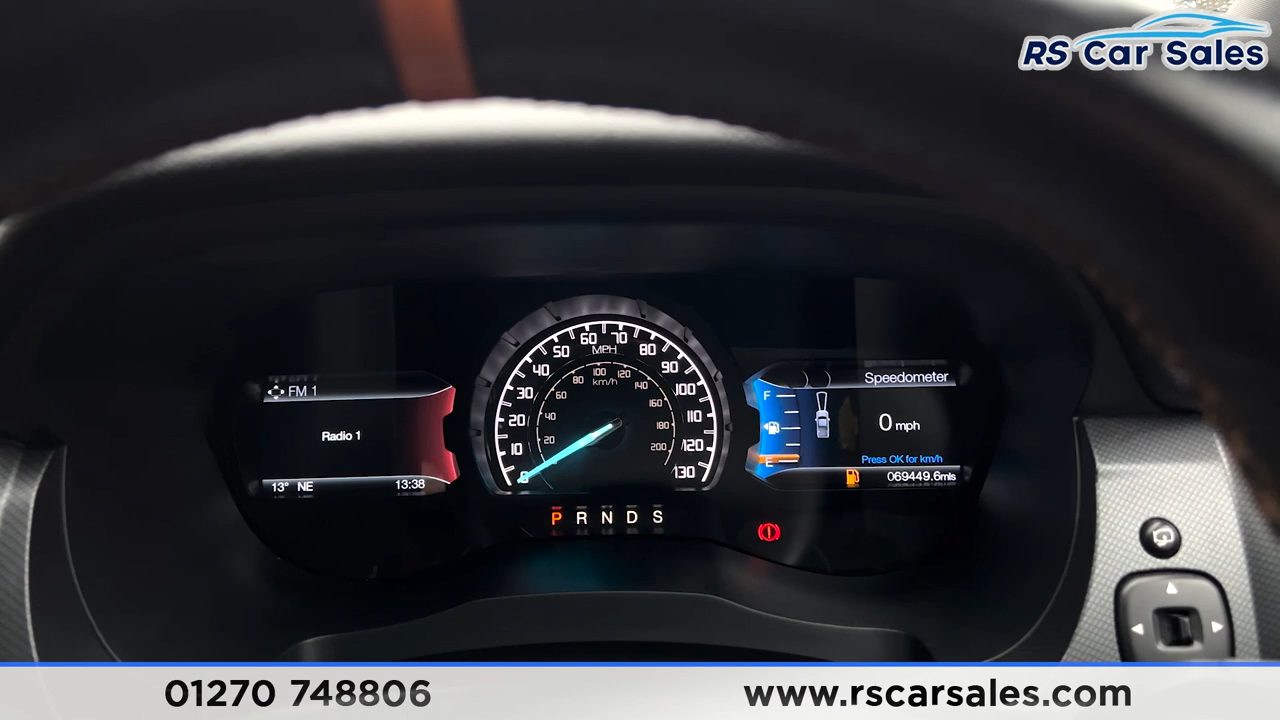 RS Car Sales
FM 1
Radio 1
13° NE 13:38
0 10 20 30 40 50 60 70 80 90 100 110 120 130
MPH
km/h
20 40 60 80 100 120 140 160 180 200
P R N D S
Speedometer
F
E
0 mph
Press OK for km/h
069449.6mls
01270 748806
www.rscarsales.com